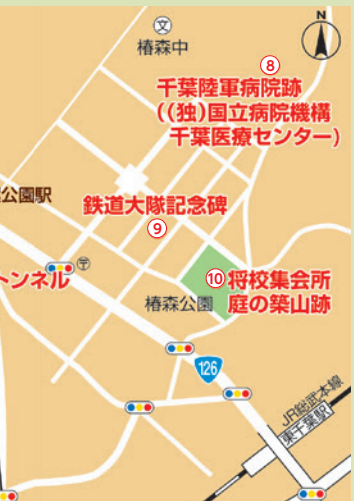 N
文
椿森中
⑧
千葉陸軍病院跡
((独)国立病院機構
千葉医療センター)
公園駅
鉄道大隊記念碑
⑨
〒
トンネル
⑩将校集会所
庭の築山跡
椿森公園
126
JR総武本線
東千葉駅